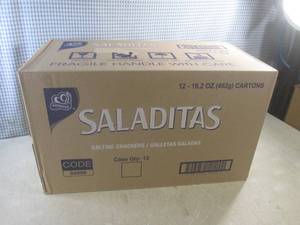 FRAGILE HANDLE WITH CARE
12 - 16.2 OZ (462g) CARTONS
SALADITAS
SALTINE CRACKERS / GALLETAS SALADAS
CODE
Case Qty: 12